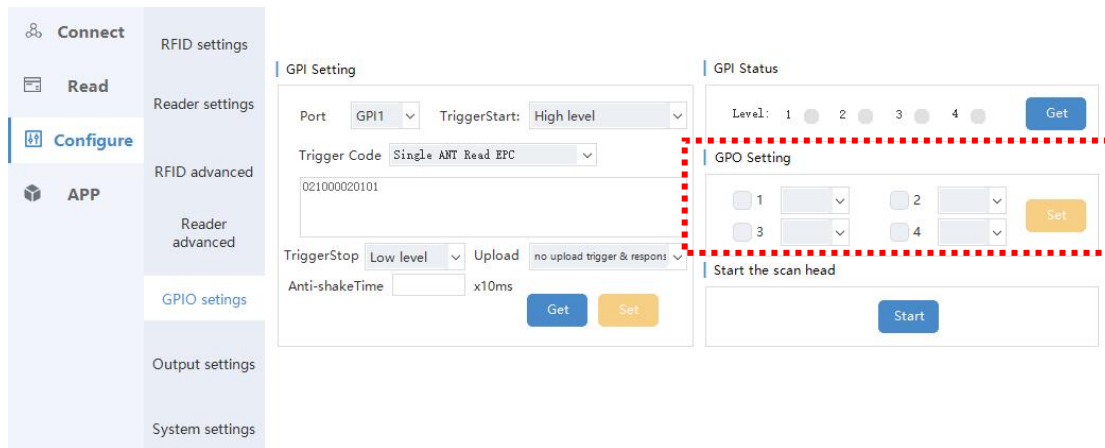 Connect
Read
Configure
APP
RFID settings
Reader settings
RFID advanced
Reader
advanced
GPIO setings
Output settings
System settings
GPI Setting
Port GPI1 TriggerStart: High level
Trigger Code Single ANT Read EPC
021000020101
TriggerStop Low level Upload no upload trigger & respons
Anti-shakeTime x10ms
Get Set
GPI Status
Level: 1 2 3 4 Get
GPO Setting
1 2
3 4
Set
Start the scan head
Start